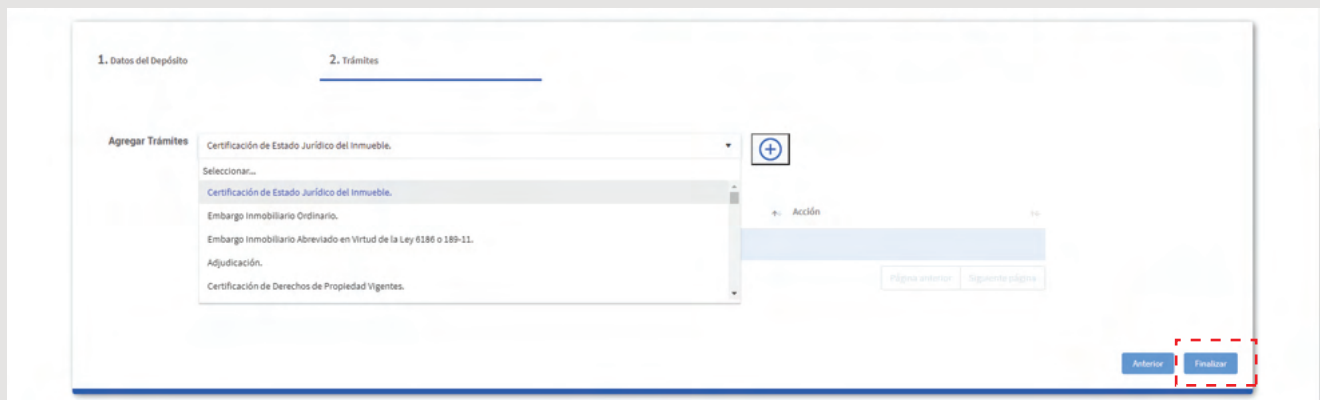 1. Datos del Depósito 2. Trámites
Agregar Trámites Certificación de Estado Jurídico del Inmueble.
Seleccionar...
Certificación de Estado Jurídico del Inmueble.
Embargo Inmobiliario Ordinario.
Acción
Embargo Inmobiliario Abreviado en Virtud de la Ley 6186 o 189-11.
Adjudicación.
Certificación de Derechos de Propiedad Vigentes.
Página anterior Siguiente página
Anterior Finalizar